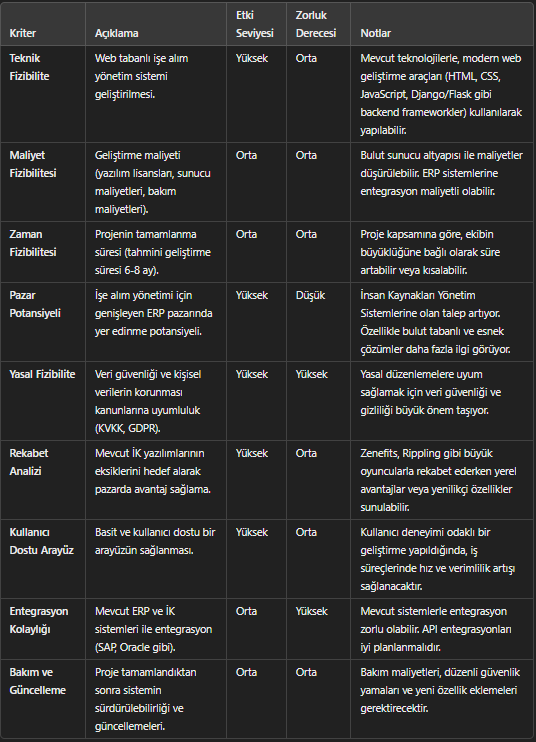 Kriter Açıklama Etki Seviyesi Zorluk Derecesi Notlar
Teknik Fizibilite
Web tabanlı işe alım
yönetim sistemi
geliştirilmesi.
Yüksek
Orta
Mevcut teknolojilerle, modern web
geliştirme araçları (HTML, CSS,
JavaScript, Django/Flask gibi
backend frameworkler) kullanılarak
yapılabilir.
Maliyet
Fizibilitesi
Geliştirme maliyeti
(yazılım lisansları, sunucu
maliyetleri, bakım
maliyetleri).
Orta
Orta
Bulut sunucu altyapısı ile maliyetler
düşürülebilir. ERP sistemlerine
entegrasyon maliyetli olabilir.
Zaman
Fizibilitesi
Projenin tamamlanma
süresi (tahmini geliştirme
süresi 6-8 ay).
Orta
Orta
Proje kapsamına göre, ekibin
büyüklüğüne bağlı olarak süre
artabilir veya kısalabilir.
Pazar
Potansiyeli
İşe alım yönetimi için
genişleyen ERP pazarında
yer edinme potansiyeli.
Yüksek
Düşük
İnsan Kaynakları Yönetim
Sistemlerine olan talep artıyor.
Özellikle bulut tabanlı ve esnek
çözümler daha fazla ilgi görüyor.
Yasal Fizibilite
Veri güvenliği ve kişisel
verilerin korunması
kanunlarına uyumluluk
(KVKK, GDPR).
Yüksek
Yüksek
Yasal düzenlemelere uyum
sağlamak için veri güvenliği ve
gizliliği büyük önem taşıyor.
Rekabet
Analizi
Mevcut İK yazılımlarının
eksiklerini hedef alarak
pazarda avantaj sağlama.
Yüksek
Orta
Zenefits, Rippling gibi büyük
oyuncularla rekabet ederken yerel
avantajlar veya yenilikçi özellikler
sunulabilir.
Kullanıcı
Dostu Arayüz
Basit ve kullanıcı dostu bir
arayüzün sağlanması.
Yüksek
Orta
Kullanıcı deneyimi odaklı bir
geliştirme yapıldığında, iş
süreçlerinde hız ve verimlilik artışı
sağlanacaktır.
Entegrasyon
Kolaylığı
Mevcut ERP ve İK
sistemleri ile entegrasyon
(SAP, Oracle gibi).
Orta
Yüksek
Mevcut sistemlerle entegrasyon
zorlu olabilir. API entegrasyonları
iyi planlanmalıdır.
Bakım ve
Güncelleme
Proje tamamlandıktan
sonra sistemin
sürdürülebilirliği ve
güncellemeleri.
Orta
Orta
Bakım maliyetleri, düzenli güvenlik
yamaları ve yeni özellik eklemeleri
gerektirecektir.